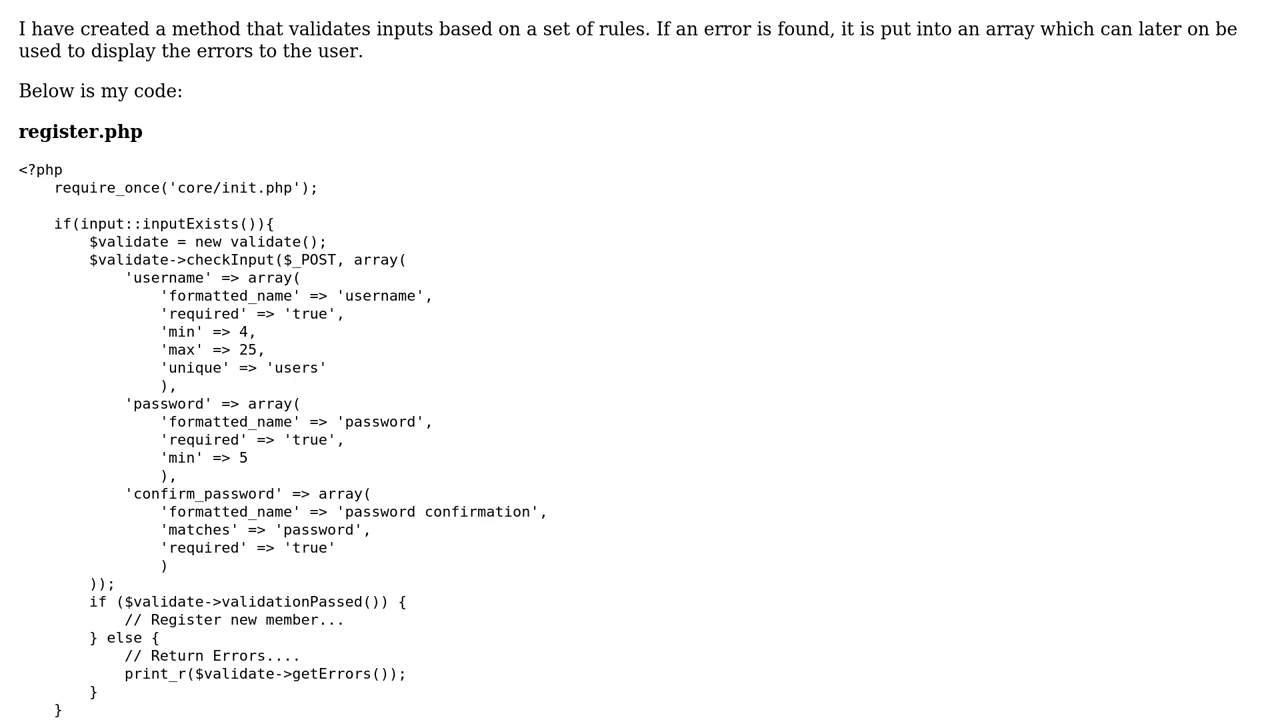 I have created a method that validates inputs based on a set of rules. If an error is found, it is put into an array which can later on be
used to display the errors to the user.

Below is my code:

register.php

<?php
    require_once('core/init.php');

    if(input::inputExists()){
        $validate = new validate();
        $validate->checkInput($_POST, array(
            'username' => array(
                'formatted_name' => 'username',
                'required' => 'true',
                'min' => 4,
                'max' => 25,
                'unique' => 'users'
                ),
            'password' => array(
                'formatted_name' => 'password',
                'required' => 'true',
                'min' => 5
                ),
            'confirm_password' => array(
                'formatted_name' => 'password confirmation',
                'matches' => 'password',
                'required' => 'true'
                )
        ));
        if ($validate->validationPassed()) {
            // Register new member...
        } else {
            // Return Errors....
            print_r($validate->getErrors());
        }
    }